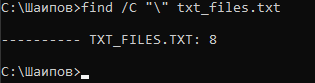 C:\Шаипов>find /C "\" txt_files.txt
---------- TXT_FILES.TXT: 8
C:\Шаипов>